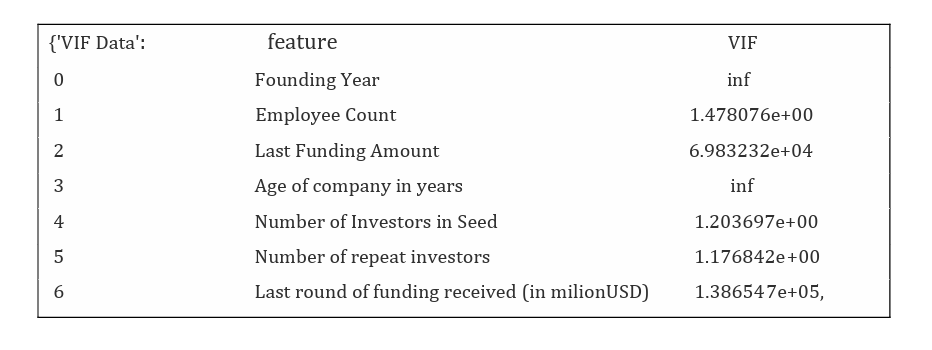 {'VIF Data': feature VIF
0 Founding Year inf
1 Employee Count 1.478076e+00
2 Last Funding Amount 6.983232e+04
3 Age of company in years inf
4 Number of Investors in Seed 1.203697e+00
5 Number of repeat investors 1.176842e+00
6 Last round of funding received (in milionUSD) 1.386547e+05,